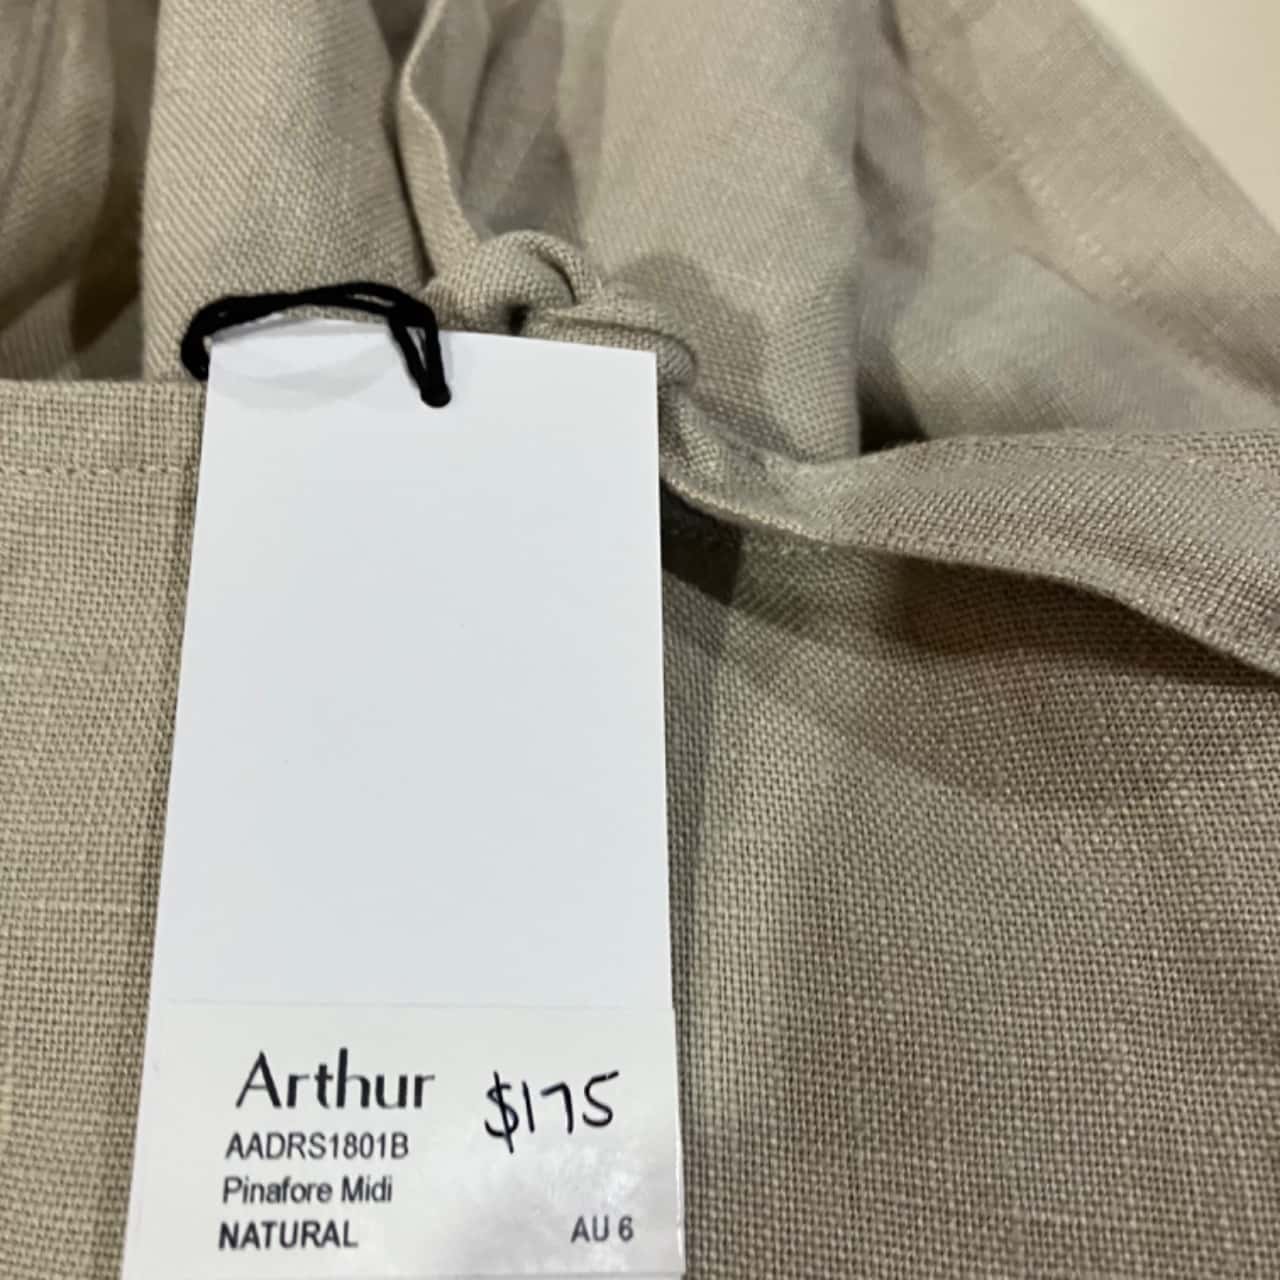 Arthur $175
AADRS1801B
Pinafore Midi
NATURAL AU 6